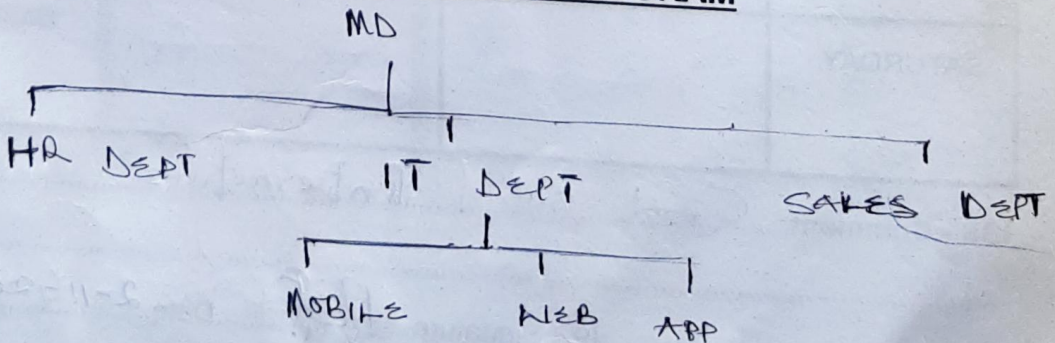 MD
HR DEPT
IT DEPT
SALES DEPT
MOBILE
WEB
APP